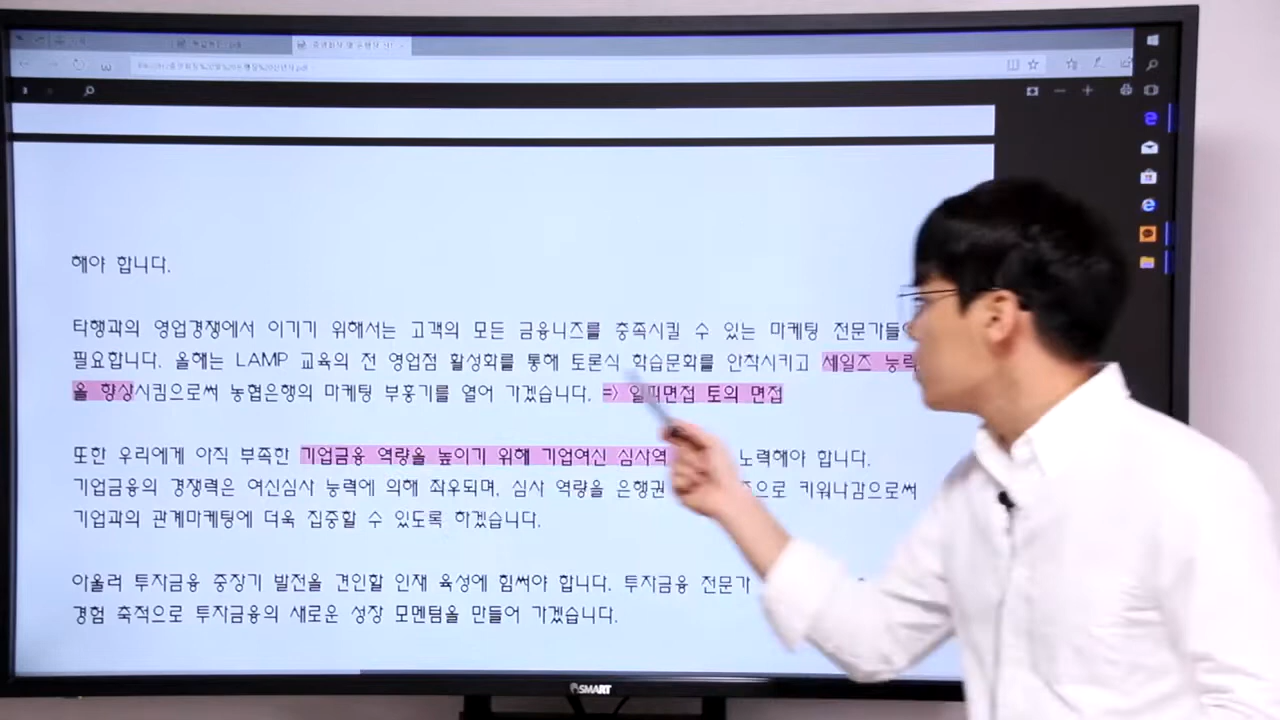 해야 합니다.
타행과의 영업경쟁에서 이기기 위해서는 고객의 모든 금융니즈를 충족시킬 수 있는 마케팅 전문가들이
필요합니다. 올해는 LAMP 교육의 전 영업점 활성화를 통해 토론식 학습문화를 안착시키고 세일즈 능력
을 향상시킴으로써 농협은행의 마케팅 부흥기를 열어 가겠습니다. => 면접 토의 면접
또한 우리에게 아직 부족한 기업금융 역량을 높이기 위해 기업여신 심사역 노력해야 합니다.
기업금융의 경쟁력은 여신심사 능력에 의해 좌우되며, 심사 역량을 은행권 으로 키워나감으로써
기업과의 관계마케팅에 더욱 집중할 수 있도록 하겠습니다.
아울러 투자금융 중장기 발전을 견인할 인재 육성에 힘써야 합니다. 투자금융 전문가
경험 축적으로 투자금융의 새로운 성장 모멘텀을 만들어 가겠습니다.
SMART